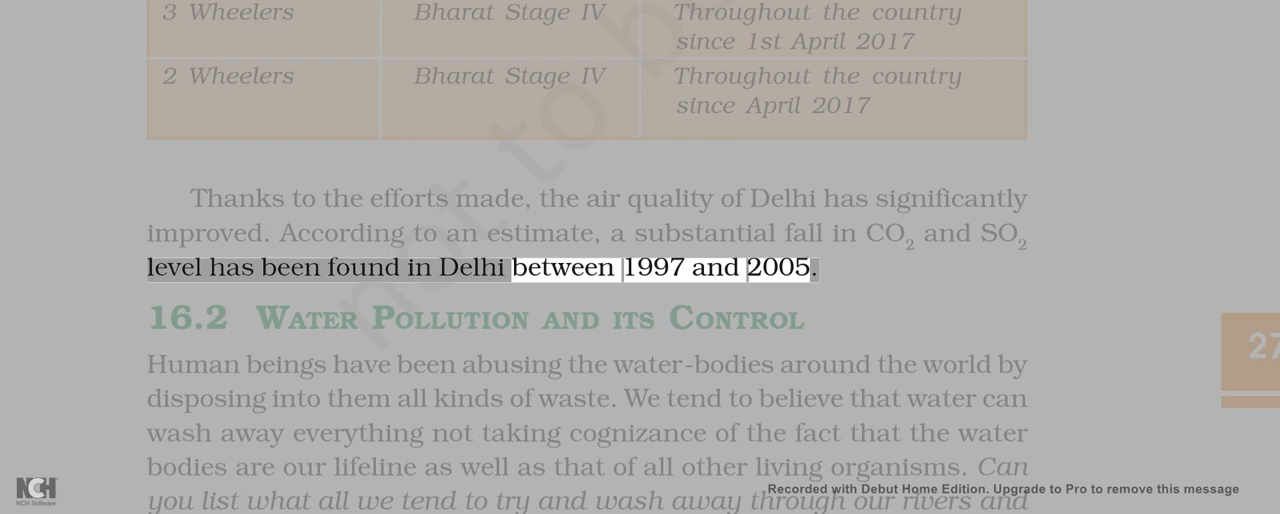 3 Wheelers Bharat Stage IV Throughout the country
since 1st April 2017
2 Wheelers Bharat Stage IV Throughout the country
since April 2017
Thanks to the efforts made, the air quality of Delhi has significantly
improved. According to an estimate, a substantial fall in CO₂ and SO₂
level has been found in Delhi between 1997 and 2005.
16.2 WATER POLLUTION AND ITS CONTROL
27
Human beings have been abusing the water-bodies around the world by
disposing into them all kinds of waste. We tend to believe that water can
wash away everything not taking cognizance of the fact that the water
bodies are our lifeline as well as that of all other living organisms. Can
you list what all we tend to try and wash away through our rivers and
NCH
NCH Software
Recorded with Debut Home Edition. Upgrade to Pro to remove this message
not to b